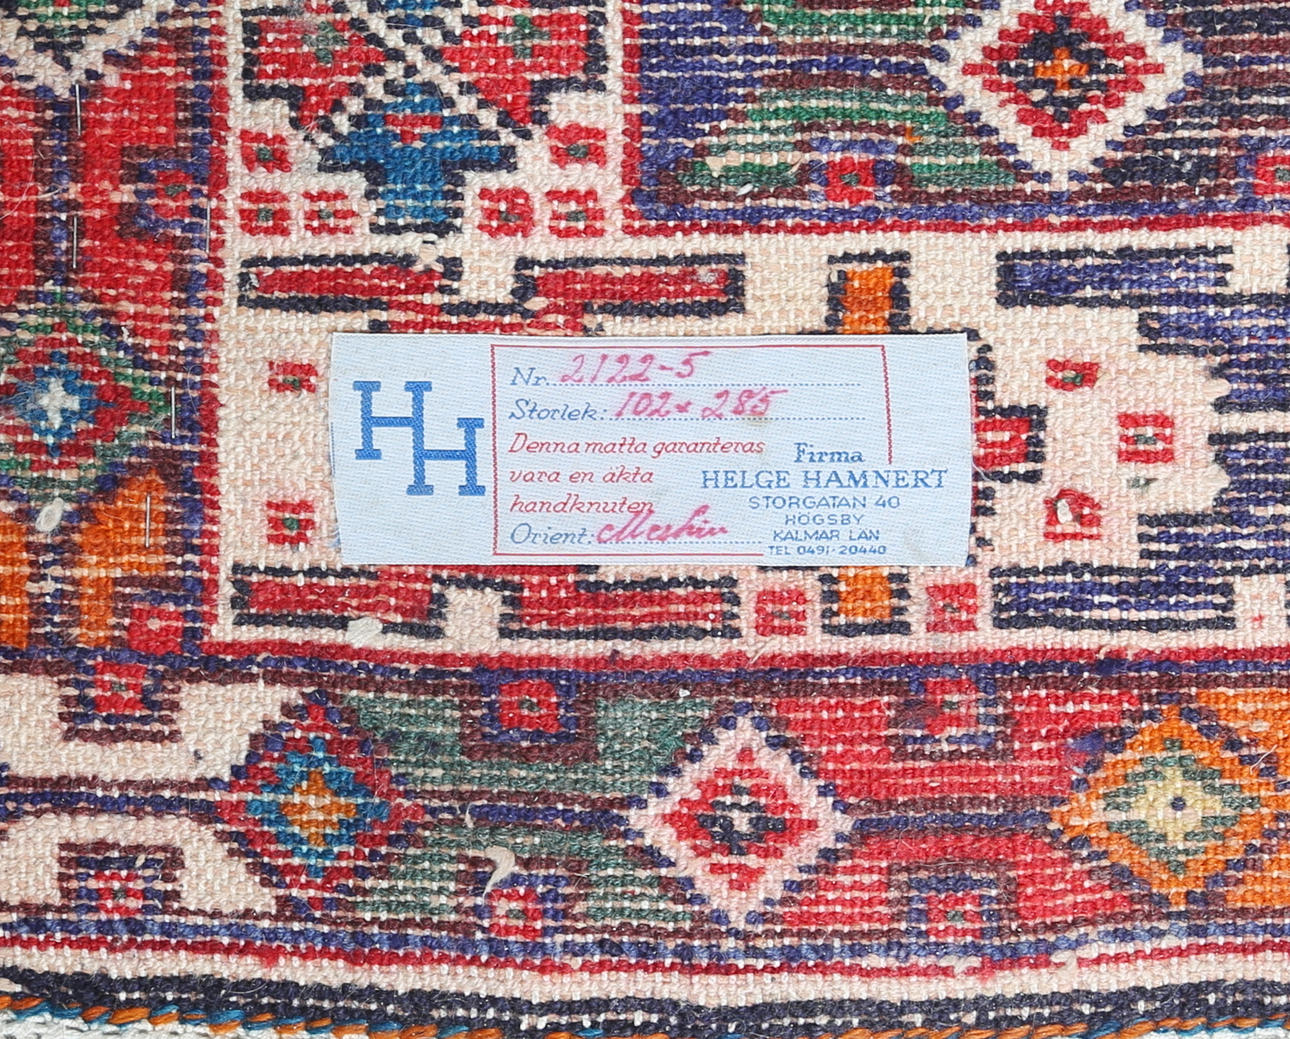 HH
Nr. 2122-5
Storlek: 102 x 285
Denna matta garanteras
vara en äkta
handknuten
Orient: Meshin
Firma
HELGE HAMNERT
STORGATAN 40
HÖGSBY
KALMAR LÄN
TEL 0491-20440